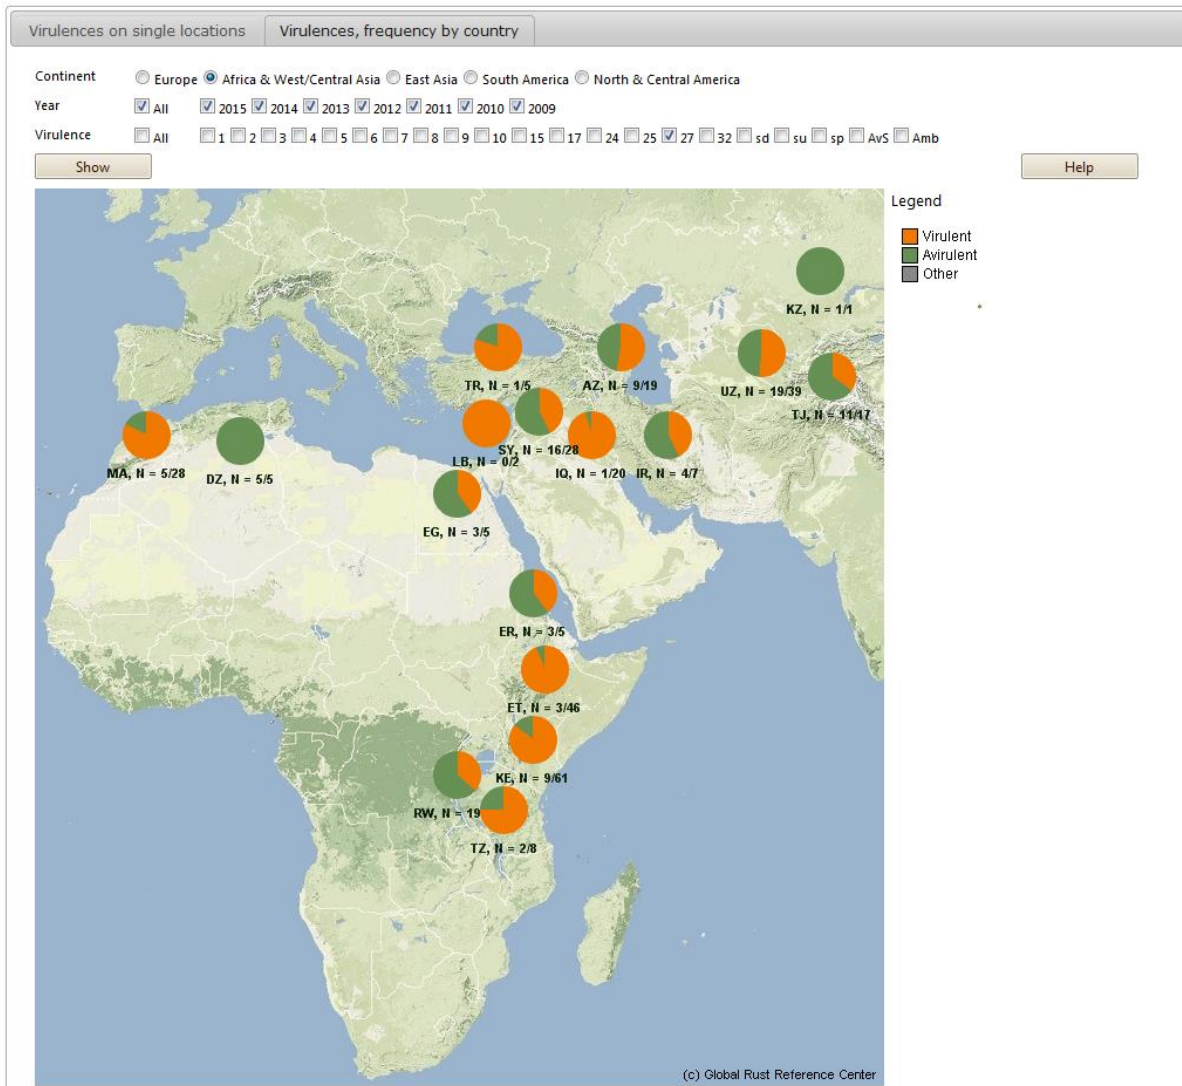 Virulences on single locations Virulences, frequency by country
Continent Europe Africa & West/Central Asia East Asia South America North & Central America
Year All 2015 2014 2013 2012 2011 2010 2009
Virulence All 1 2 3 4 5 6 7 8 9 10 15 17 24 25 27 32 sd su sp AvS Amb
Show Help
Legend
Virulent
Avirulent
Other
KZ, N = 1/1
TR, N = 1/5
AZ, N = 9/19
UZ, N = 19/39
TJ, N = 11/17
SY, N = 16/28
LB, N = 0/2
IQ, N = 1/20
IR, N = 4/7
MA, N = 5/28
DZ, N = 5/5
EG, N = 3/5
ER, N = 3/5
ET, N = 3/46
KE, N = 9/61
RW, N = 19
TZ, N = 2/8
(c) Global Rust Reference Center